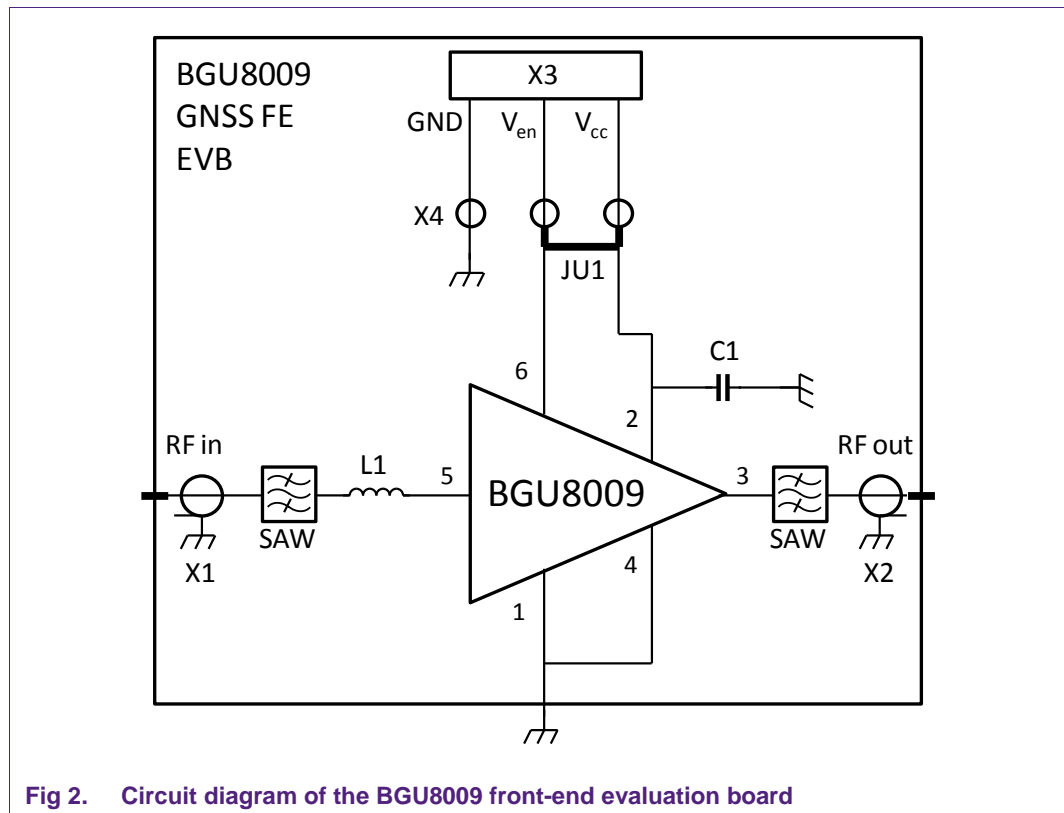 BGU8009
GNSS FE
EVB
X3
GND
Ven
Vcc
X4
JU1
C1
6
2
RF in
RF out
L1
5
BGU8009
3
SAW
SAW
4
X1
X2
1
Fig 2. Circuit diagram of the BGU8009 front-end evaluation board